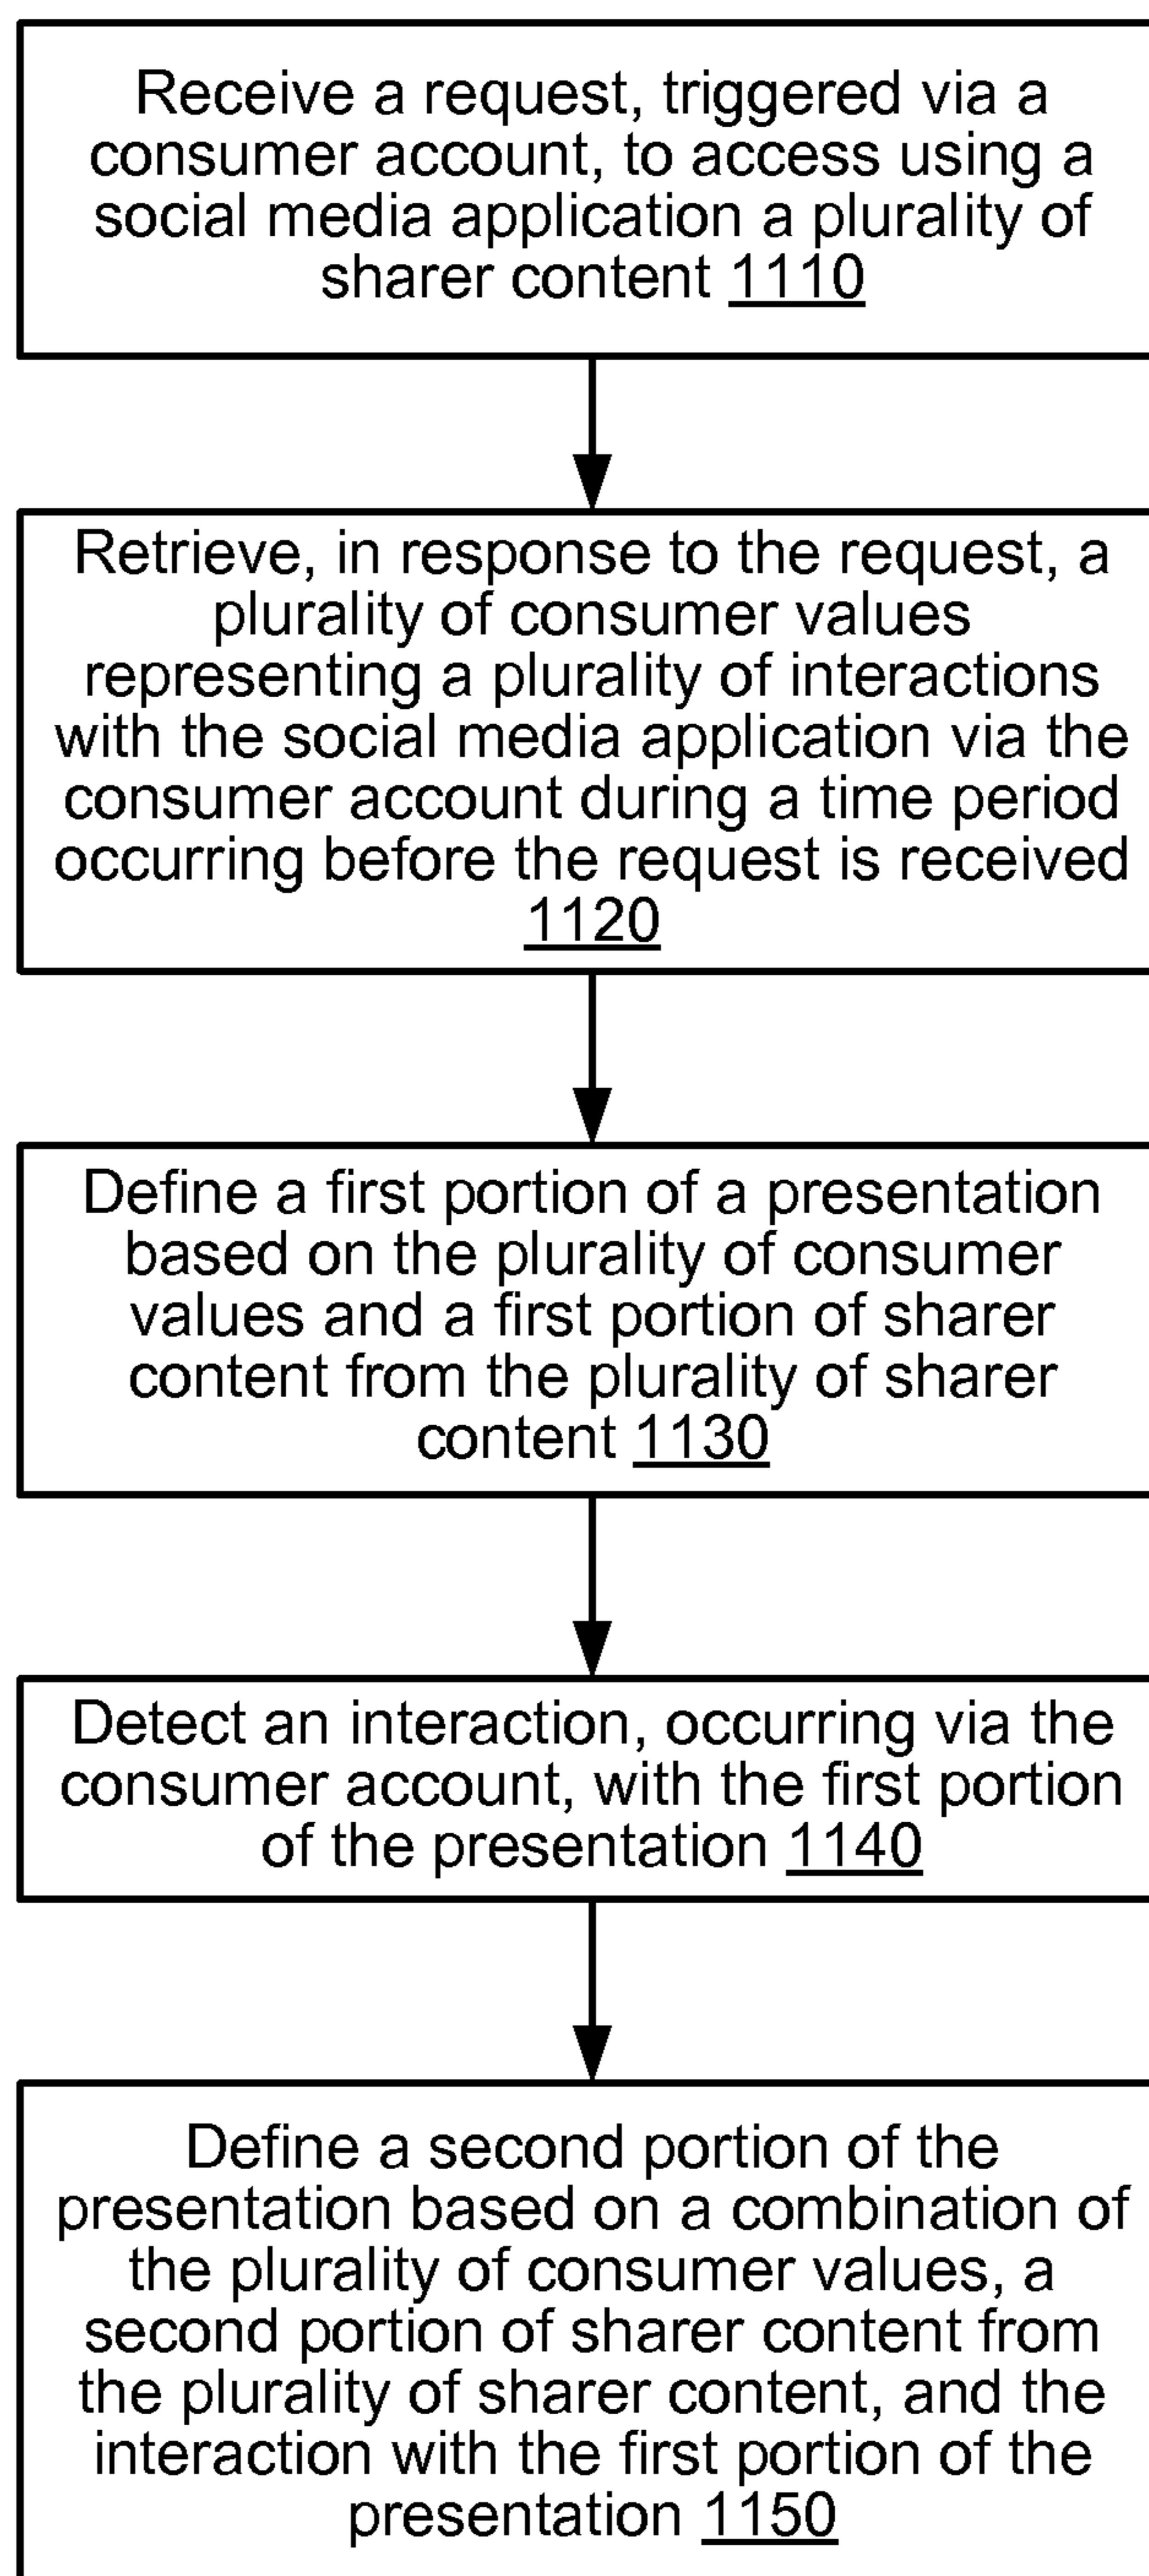 Receive a request, triggered via a
consumer account, to access using a
social media application a plurality of
sharer content 1110
Retrieve, in response to the request, a
plurality of consumer values
representing a plurality of interactions
with the social media application via the
consumer account during a time period
occurring before the request is received
1120
Define a first portion of a presentation
based on the plurality of consumer
values and a first portion of sharer
content from the plurality of sharer
content 1130
Detect an interaction, occurring via the
consumer account, with the first portion
of the presentation 1140
Define a second portion of the
presentation based on a combination of
the plurality of consumer values, a
second portion of sharer content from
the plurality of sharer content, and the
interaction with the first portion of the
presentation 1150